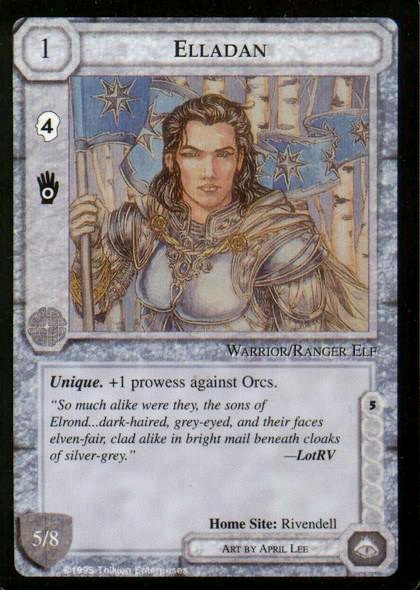 1
ELLADAN
4
0
WARRIOR/RANGER ELF
Unique. +1 prowess against Orcs.
“So much alike were they, the sons of
Elrond...dark-haired, grey-eyed, and their faces
elven-fair, clad alike in bright mail beneath cloaks
of silver-grey.” —LotRV
5
Home Site: Rivendell
5/8
ART BY APRIL LEE
©1995 Tolkien Enterprises